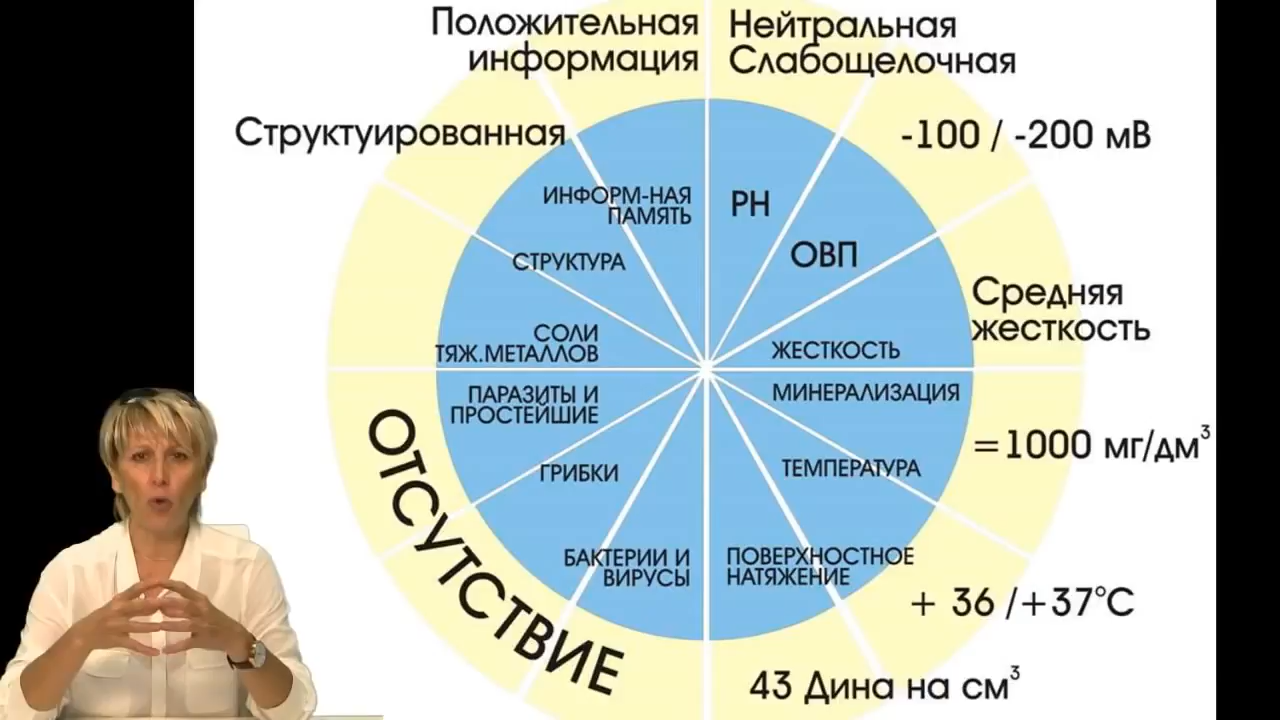 Положительная
информация
Нейтральная
Слабощелочная
Структуированная
-100 / -200 мВ
ИНФОРМ-НАЯ
ПАМЯТЬ
PH
СТРУКТУРА
ОВП
Средняя
жесткость
СОЛИ
ТЯЖ.МЕТАЛЛОВ
ЖЕСТКОСТЬ
ПАРАЗИТЫ И
ПРОСТЕЙШИЕ
МИНЕРАЛИЗАЦИЯ
=1000 мг/дм³
ГРИБКИ
ТЕМПЕРАТУРА
ОТСУТСТВИЕ
БАКТЕРИИ И
ВИРУСЫ
ПОВЕРХНОСТНОЕ
НАТЯЖЕНИЕ
+ 36 /+37°C
43 Дина на см³